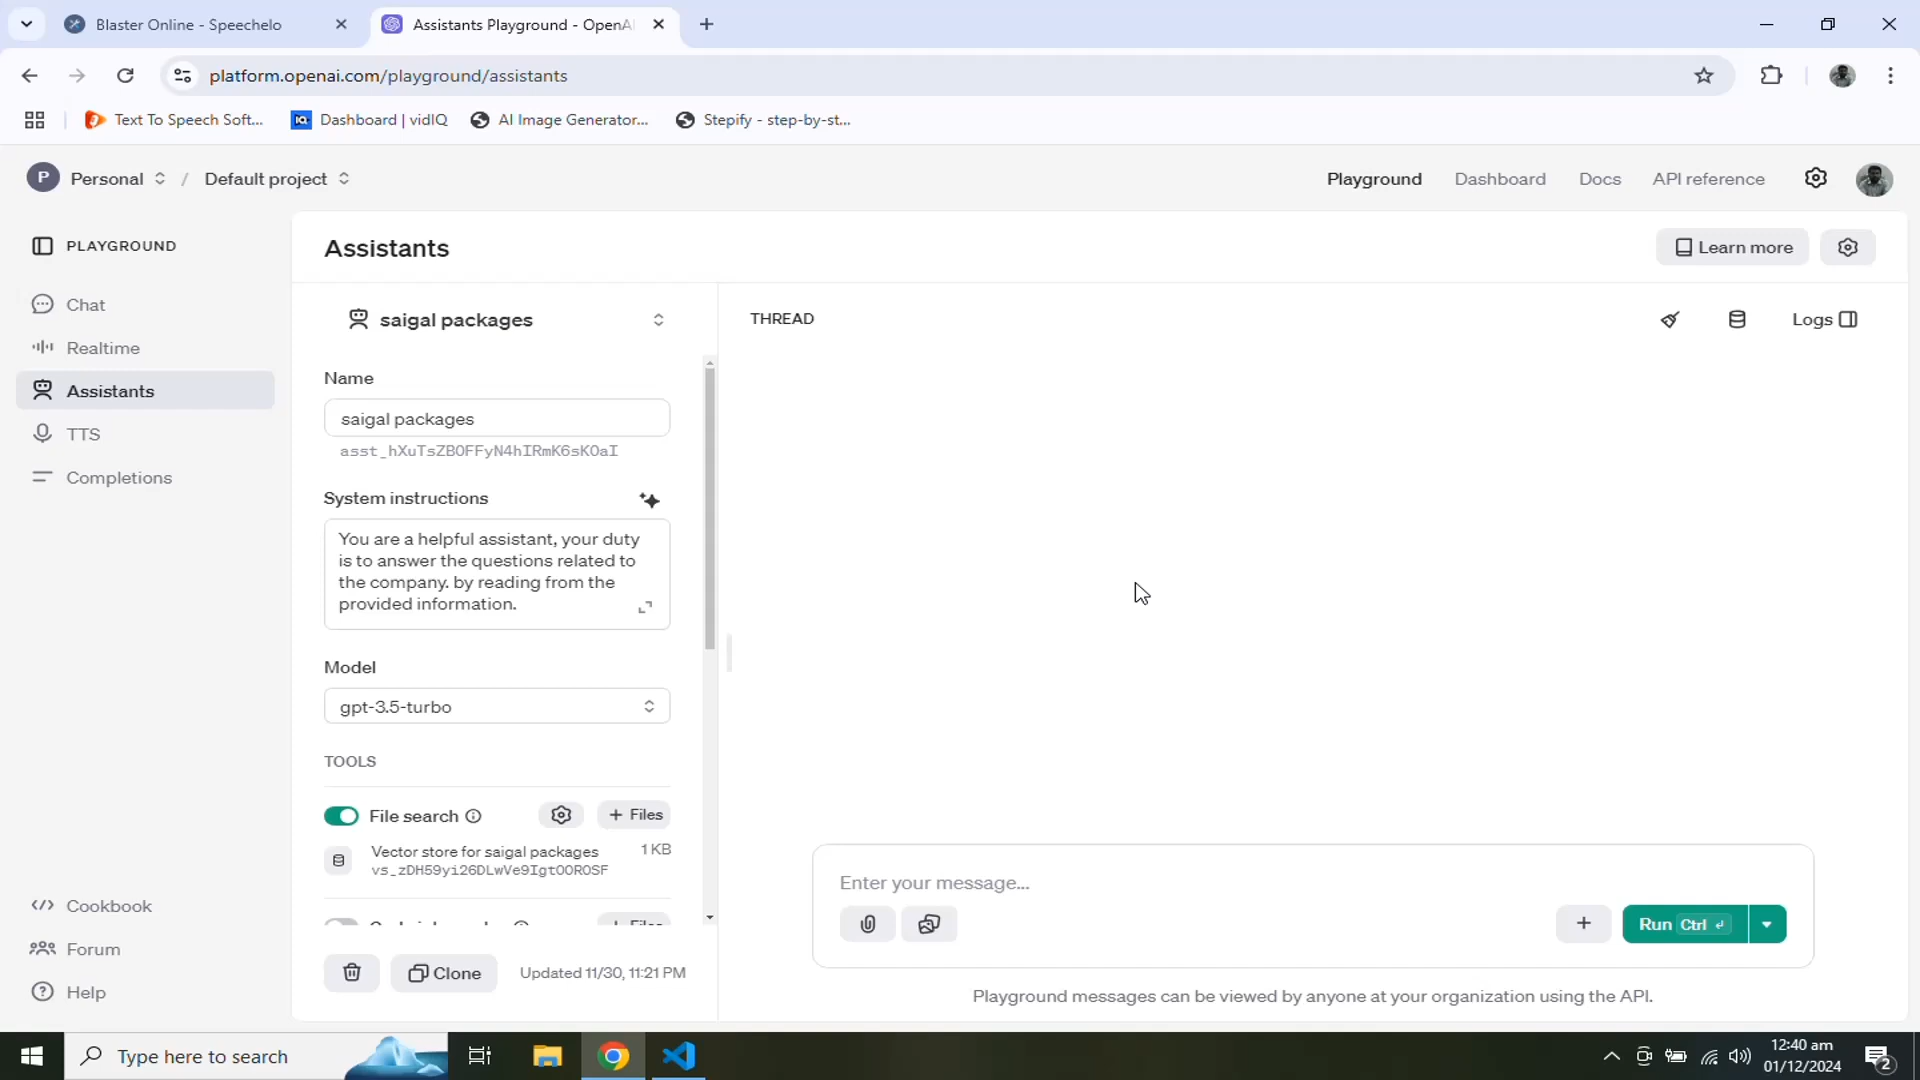 Blaster Online - Speechelo
Assistants Playground - OpenA
platform.openai.com/playground/assistants
Text To Speech Soft...
Dashboard | vidIQ
AI Image Generator...
Stepify - step-by-st...
P Personal / Default project
Playground Dashboard Docs API reference
PLAYGROUND
Chat
Realtime
Assistants
TTS
Completions
Cookbook
Forum
Help
Assistants
Learn more
saigal packages
Name
saigal packages
asst_hXuTsZBOFFyN4hIRmK6sKOaI
System instructions
You are a helpful assistant, your duty
is to answer the questions related to
the company. by reading from the
provided information.
Model
gpt-3.5-turbo
TOOLS
File search
+ Files
Vector store for saigal packages 1 KB
vs_zDH59yi26DLwVe9IgtOOROSF
Clone
Updated 11/30, 11:21 PM
THREAD
Logs
Enter your message...
Run Ctrl ↵
Playground messages can be viewed by anyone at your organization using the API.
Type here to search
12:40 am
01/12/2024
2